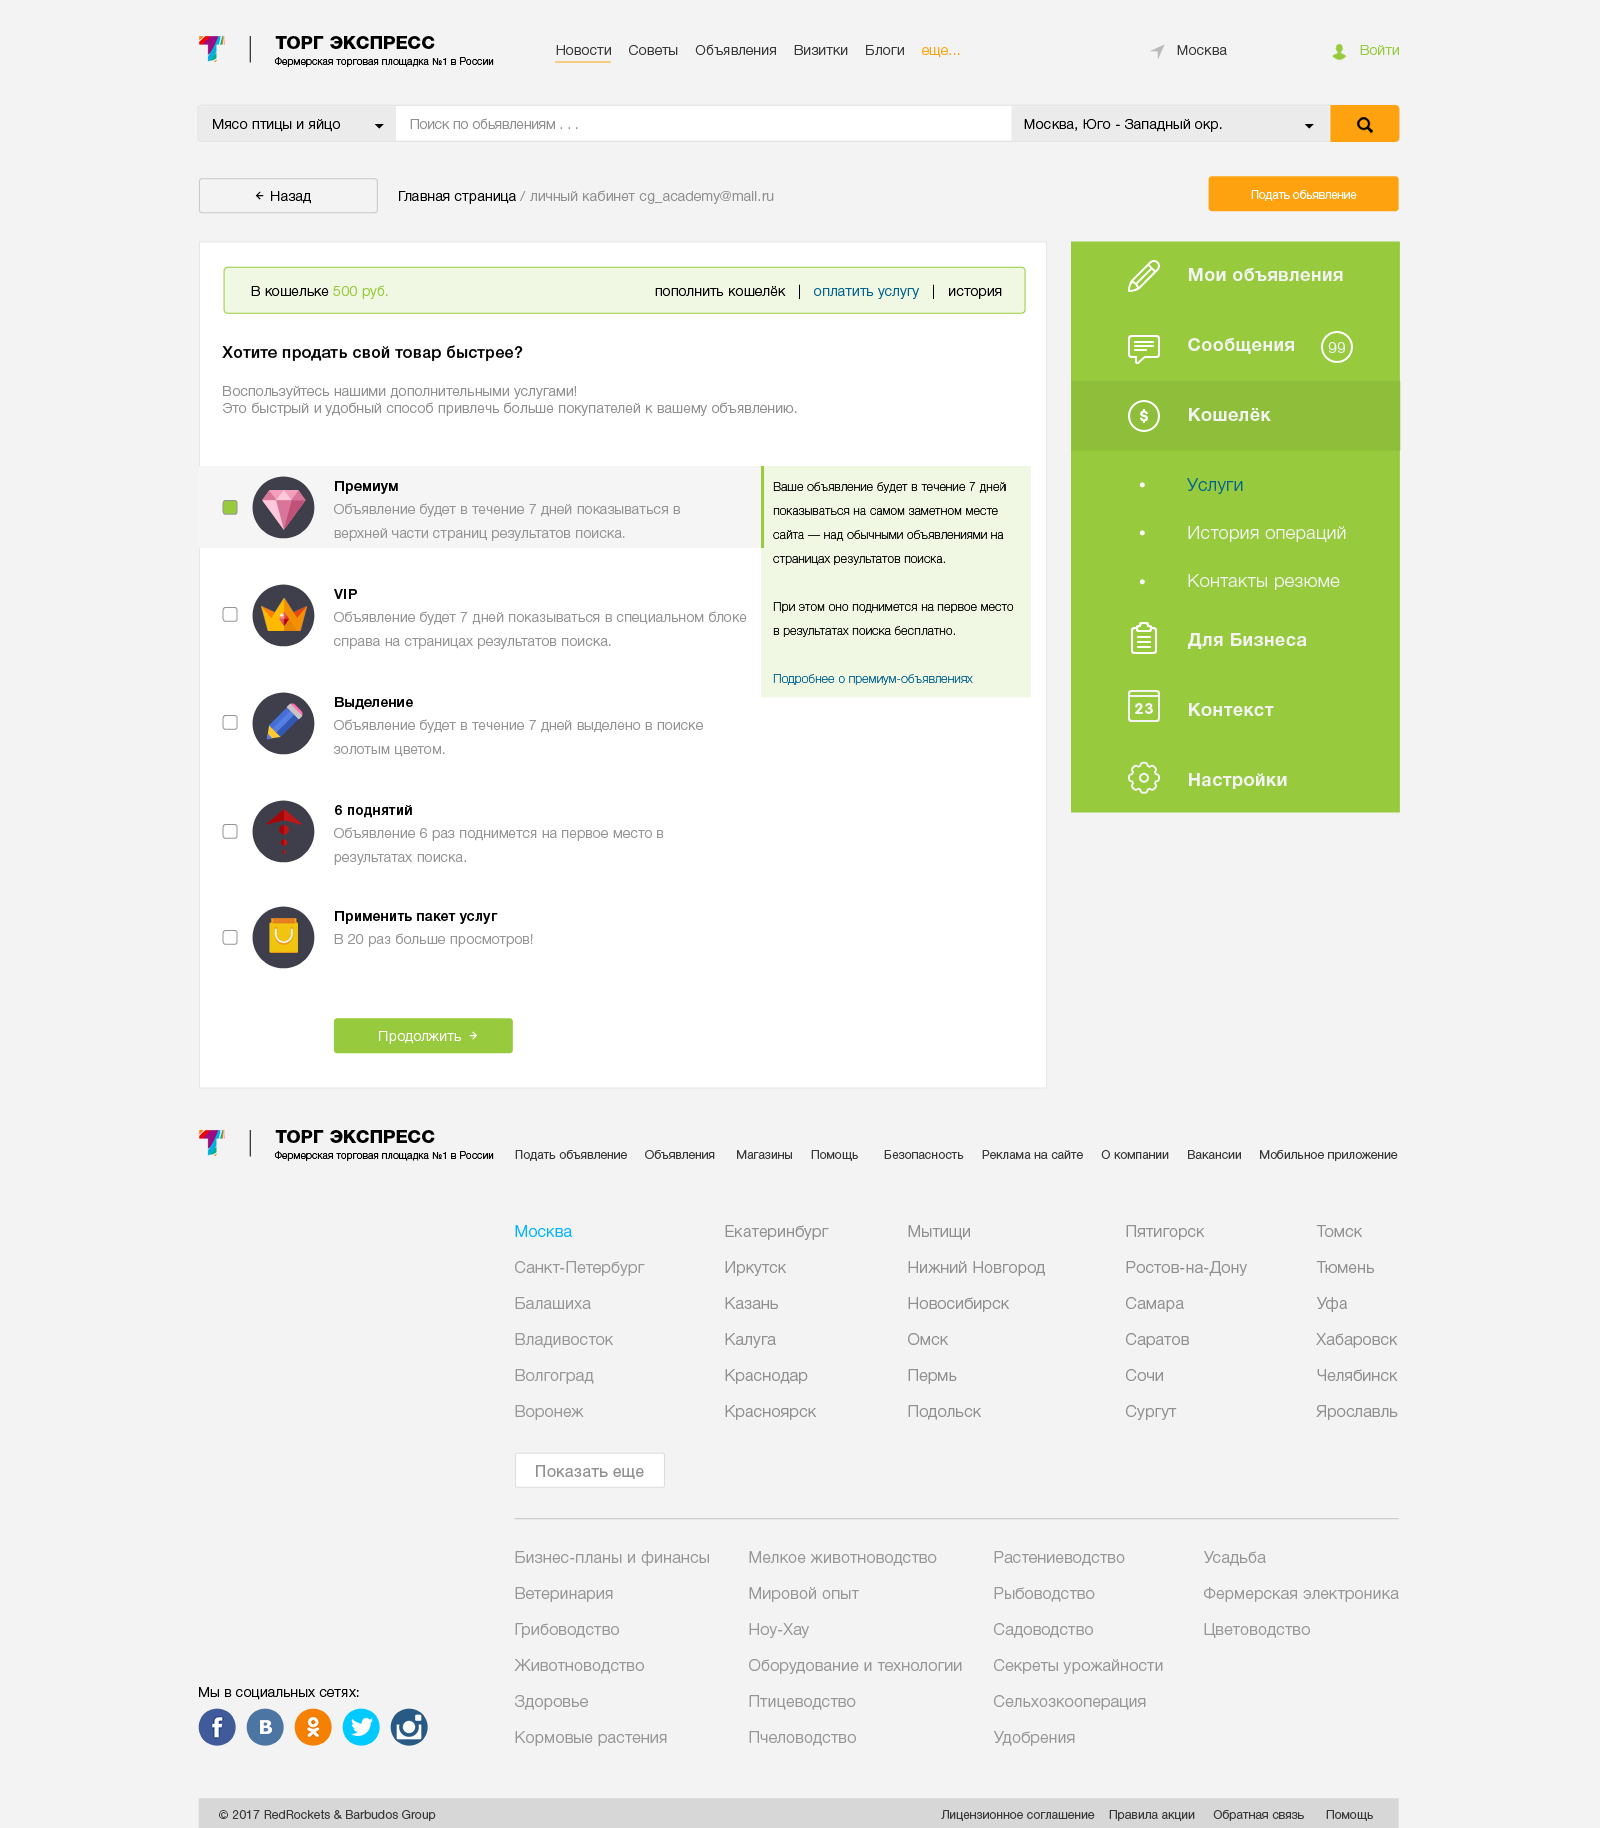 ТОРГ ЭКСПРЕСС
Фермерская торговая площадка №1 в России
Новости Советы Объявления Визитки Блоги еще...
Москва
Войти
Мясо птицы и яйцо
Поиск по объявлениям . . .
Москва, Юго - Западный окр.
Назад
Главная страница / личный кабинет cg_academy@mail.ru
Подать объявление
В кошельке 500 руб.
пополнить кошелёк | оплатить услугу | история
Хотите продать свой товар быстрее?
Воспользуйтесь нашими дополнительными услугами!
Это быстрый и удобный способ привлечь больше покупателей к вашему объявлению.
Премиум
Объявление будет в течение 7 дней показываться в
верхней части страниц результатов поиска.
VIP
Объявление будет 7 дней показываться в специальном блоке
справа на страницах результатов поиска.
Выделение
Объявление будет в течение 7 дней выделено в поиске
золотым цветом.
6 поднятий
Объявление 6 раз поднимется на первое место в
результатах поиска.
Применить пакет услуг
В 20 раз больше просмотров!
Продолжить
Ваше объявление будет в течение 7 дней
показываться на самом заметном месте
сайта — над обычными объявлениями на
страницах результатов поиска.
При этом оно поднимется на первое место
в результатах поиска бесплатно.
Подробнее о премиум-объявлениях
Мои объявления
Сообщения 99
$ Кошелёк
Услуги
История операций
Контакты резюме
Для Бизнеса
23 Контекст
Настройки
ТОРГ ЭКСПРЕСС
Фермерская торговая площадка №1 в России
Подать объявление Объявления Магазины Помощь Безопасность Реклама на сайте О компании Вакансии Мобильное приложение
Москва Екатеринбург Мытищи Пятигорск Томск
Санкт-Петербург Иркутск Нижний Новгород Ростов-на-Дону Тюмень
Балашиха Казань Новосибирск Самара Уфа
Владивосток Калуга Омск Саратов Хабаровск
Волгоград Краснодар Пермь Сочи Челябинск
Воронеж Красноярск Подольск Сургут Ярославль
Показать еще
Бизнес-планы и финансы Мелкое животноводство Растениеводство Усадьба
Ветеринария Мировой опыт Рыбоводство Фермерская электроника
Грибоводство Ноу-Хау Садоводство Цветоводство
Животноводство Оборудование и технологии Секреты урожайности
Здоровье Птицеводство Сельхозкооперация
Кормовые растения Пчеловодство Удобрения
Мы в социальных сетях:
© 2017 RedRockets & Barbudos Group
Лицензионное соглашение Правила акции Обратная связь Помощь